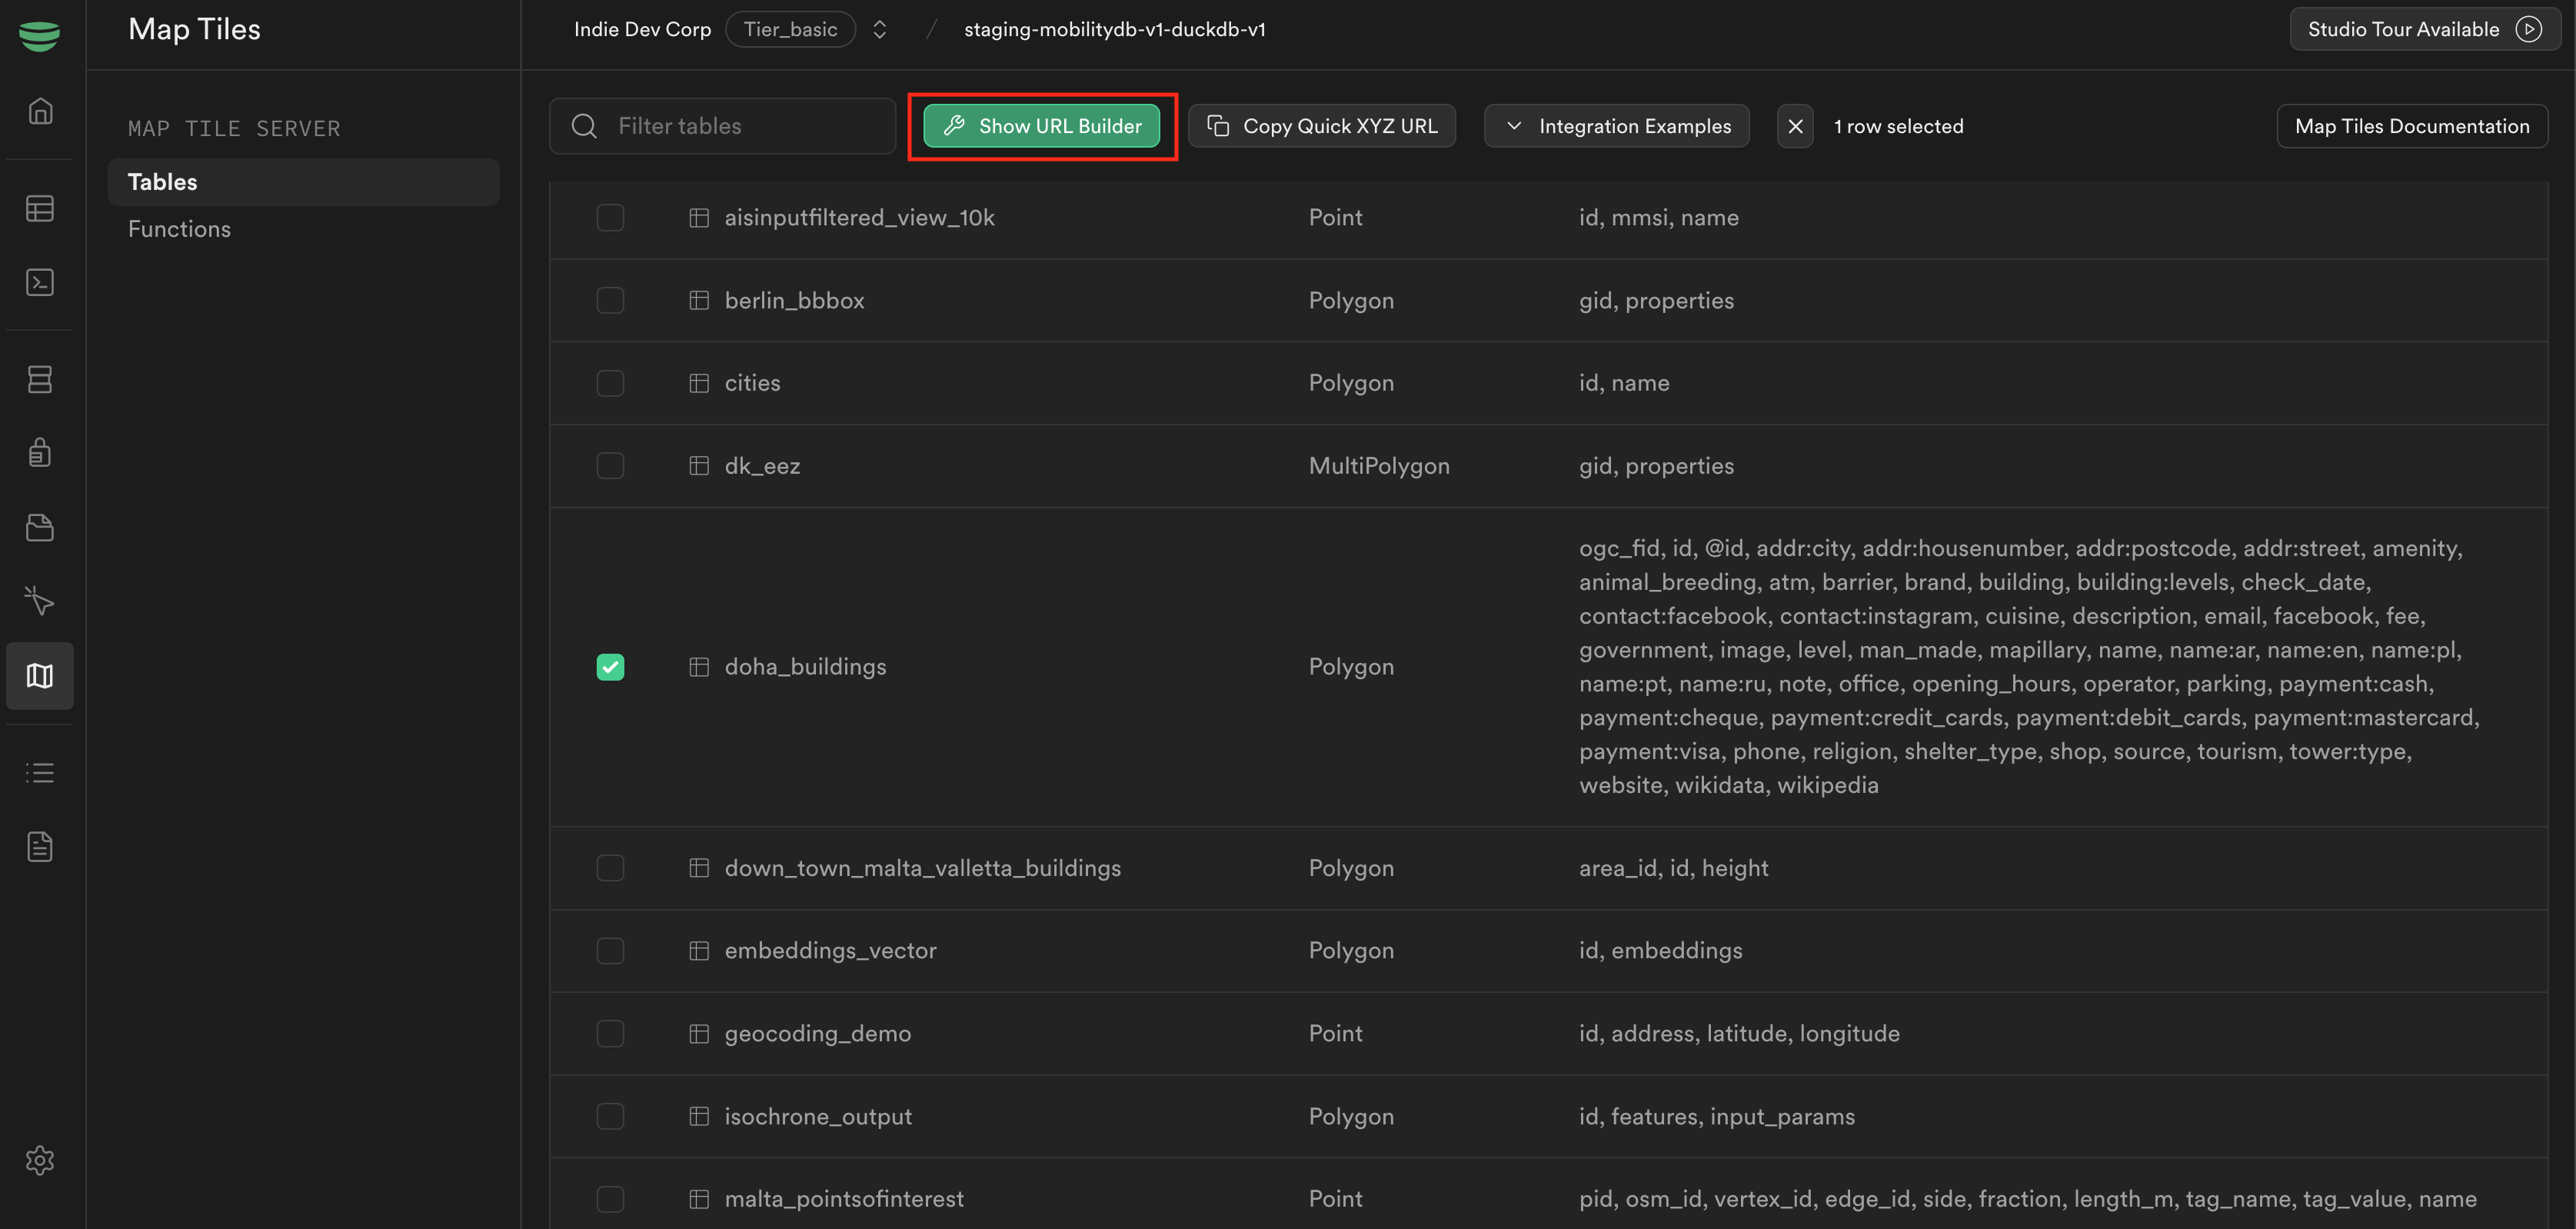 Map Tiles
Indie Dev Corp Tier_basic / staging-mobilitydb-v1-duckdb-v1
Studio Tour Available
MAP TILE SERVER
Tables
Functions
Filter tables
Show URL Builder
Copy Quick XYZ URL
Integration Examples
1 row selected
Map Tiles Documentation
aisinputfiltered_view_10k Point id, mmsi, name
berlin_bbbox Polygon gid, properties
cities Polygon id, name
dk_eez MultiPolygon gid, properties
doha_buildings Polygon
ogc_fid, id, @id, addr:city, addr:housenumber, addr:postcode, addr:street, amenity,
animal_breeding, atm, barrier, brand, building, building:levels, check_date,
contact:facebook, contact:instagram, cuisine, description, email, facebook, fee,
government, image, level, man_made, mapillary, name, name:ar, name:en, name:pl,
name:pt, name:ru, note, office, opening_hours, operator, parking, payment:cash,
payment:cheque, payment:credit_cards, payment:debit_cards, payment:mastercard,
payment:visa, phone, religion, shelter_type, shop, source, tourism, tower:type,
website, wikidata, wikipedia
down_town_malta_valletta_buildings Polygon area_id, id, height
embeddings_vector Polygon id, embeddings
geocoding_demo Point id, address, latitude, longitude
isochrone_output Polygon id, features, input_params
malta_pointsofinterest Point pid, osm_id, vertex_id, edge_id, side, fraction, length_m, tag_name, tag_value, name